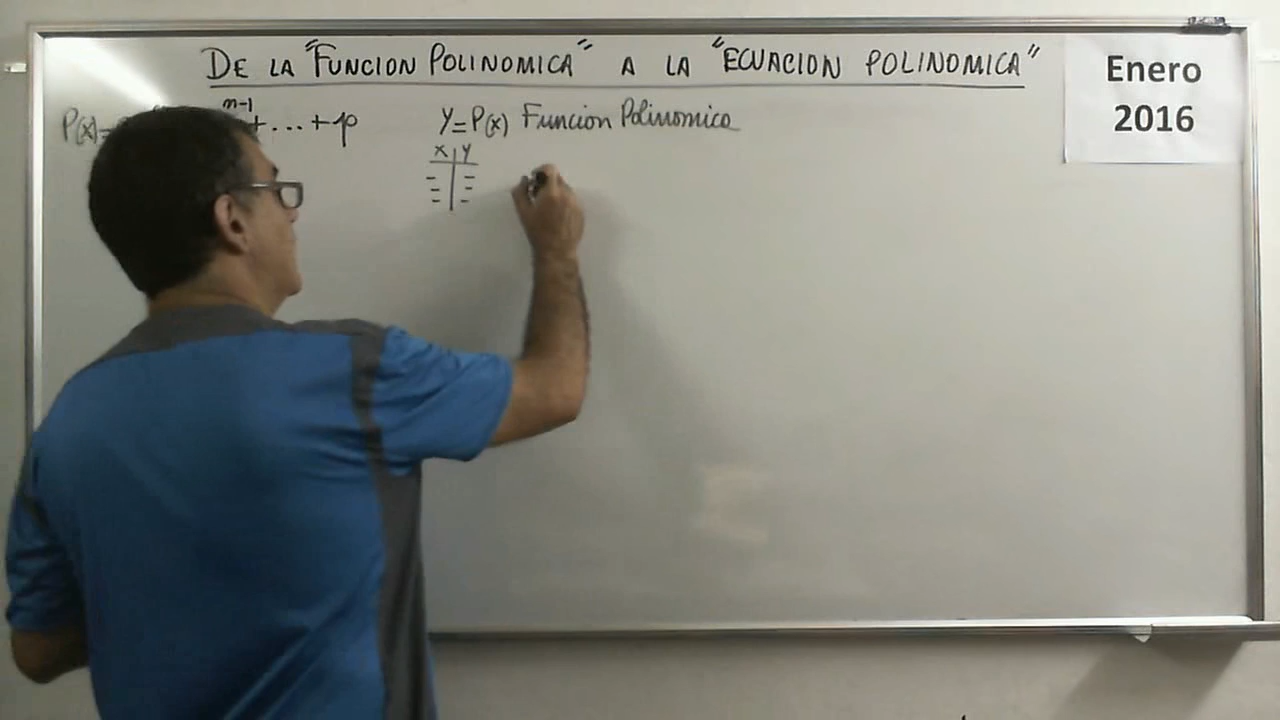 DE LA "FUNCION POLINOMICA" A LA "ECUACION POLINOMICA"
Enero
2016
P(x)=
n-1
+...+p
Y=P(x) Funcion Polinomica
X | Y